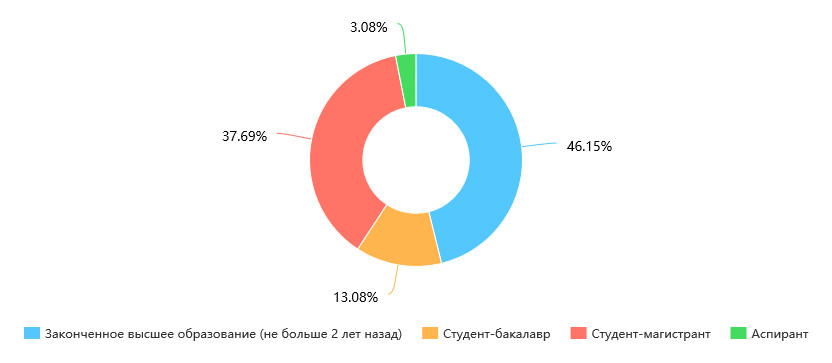 3.08%
37.69%
46.15%
13.08%
Законченное высшее образование (не больше 2 лет назад) Студент-бакалавр Студент-магистрант Аспирант